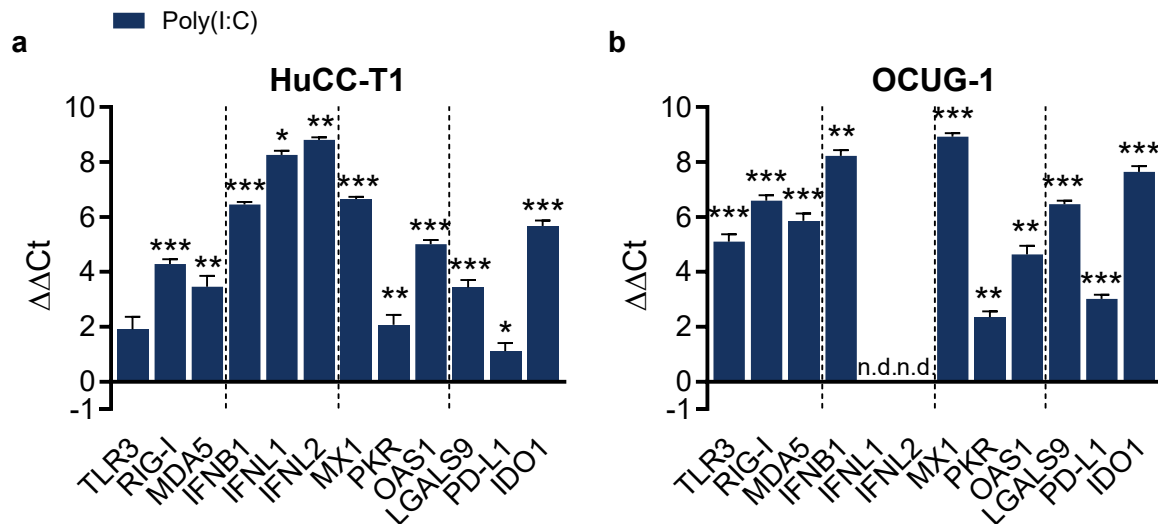 Poly(I:C)
a
HuCC-T1
ΔΔCt
10
8
6
4
2
0
-1
***
**
***
*
**
***
**
***
***
*
***
TLR3
RIG-I
MDA5
IFNB1
IFNL1
IFNL2
MX1
PKR
OAS1
LGALS9
PD-L1
IDO1
b
OCUG-1
ΔΔCt
10
8
6
4
2
0
-1
***
***
***
**
n.d.
n.d.
***
**
**
***
***
***
TLR3
RIG-I
MDA5
IFNB1
IFNL1
IFNL2
MX1
PKR
OAS1
LGALS9
PD-L1
IDO1